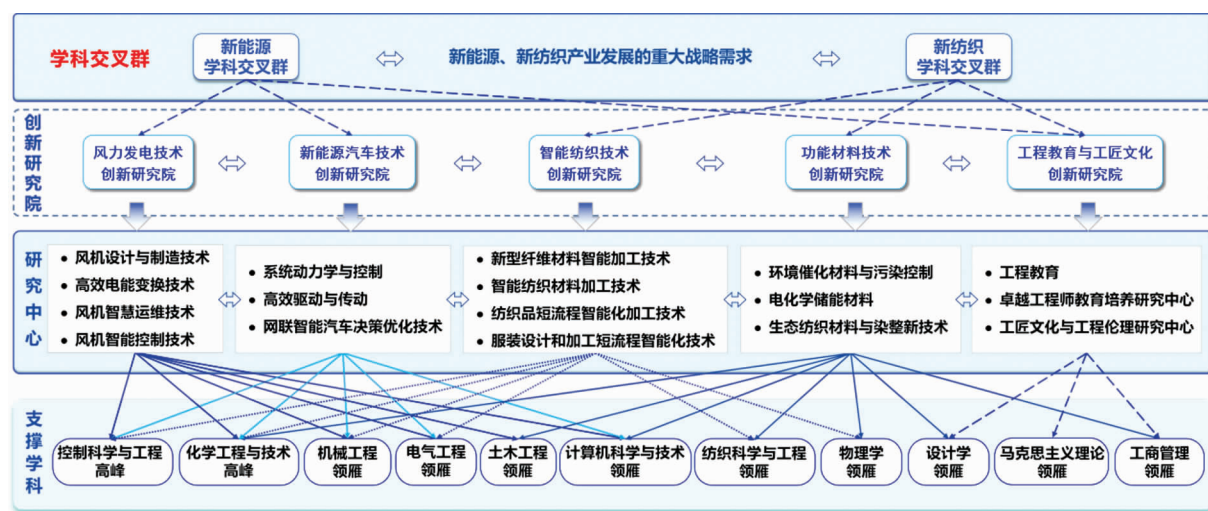 学科交叉群
新能源
学科交叉群
新能源、新纺织产业发展的重大战略需求
新纺织
学科交叉群
创新研究院
风力发电技术
创新研究院
新能源汽车技术
创新研究院
智能纺织技术
创新研究院
功能材料技术
创新研究院
工程教育与工匠文化
创新研究院
研究中心
• 风机设计与制造技术
• 高效电能变换技术
• 风机智慧运维技术
• 风机智能控制技术
• 系统动力学与控制
• 高效驱动与传动
• 网联智能汽车决策优化技术
• 新型纤维材料智能加工技术
• 智能纺织材料加工技术
• 纺织品短流程智能化加工技术
• 服装设计和加工短流程智能化技术
• 环境催化材料与污染控制
• 电化学储能材料
• 生态纺织材料与染整新技术
• 工程教育
• 卓越工程师教育培养研究中心
• 工匠文化与工程伦理研究中心
支撑学科
控制科学与工程
高峰
化学工程与技术
高峰
机械工程
领雁
电气工程
领雁
土木工程
领雁
计算机科学与技术
领雁
纺织科学与工程
领雁
物理学
领雁
设计学
领雁
马克思主义理论
领雁
工商管理
领雁